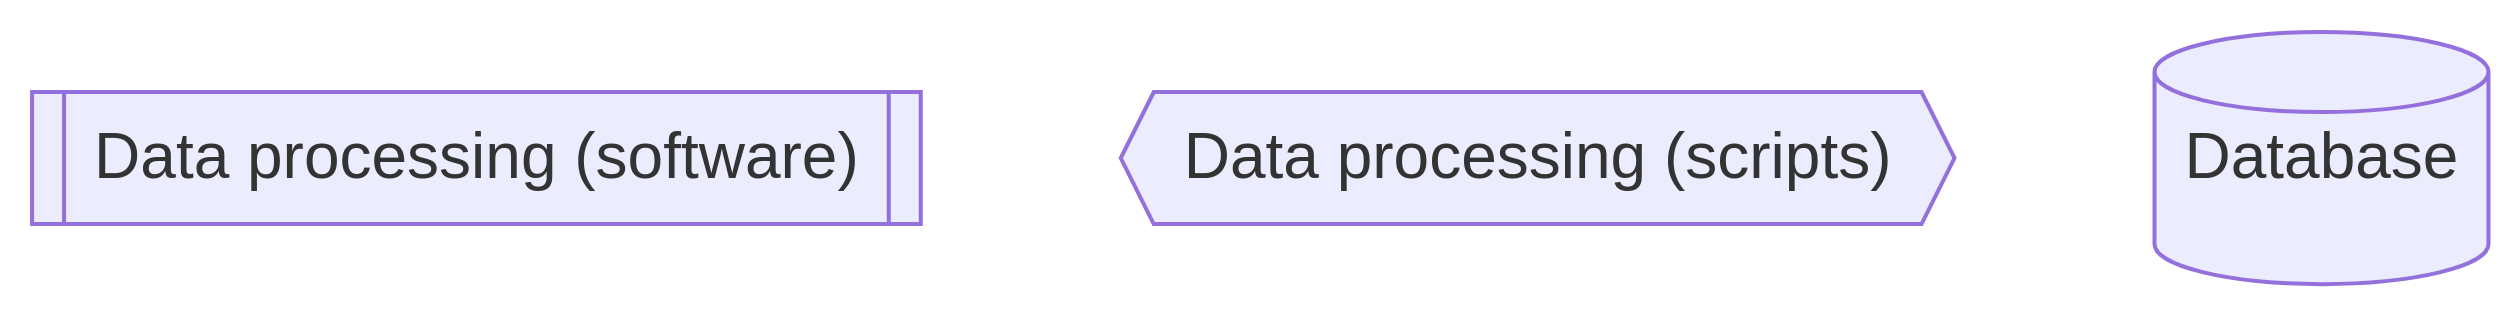 Data processing (software)
Data processing (scripts)
Database